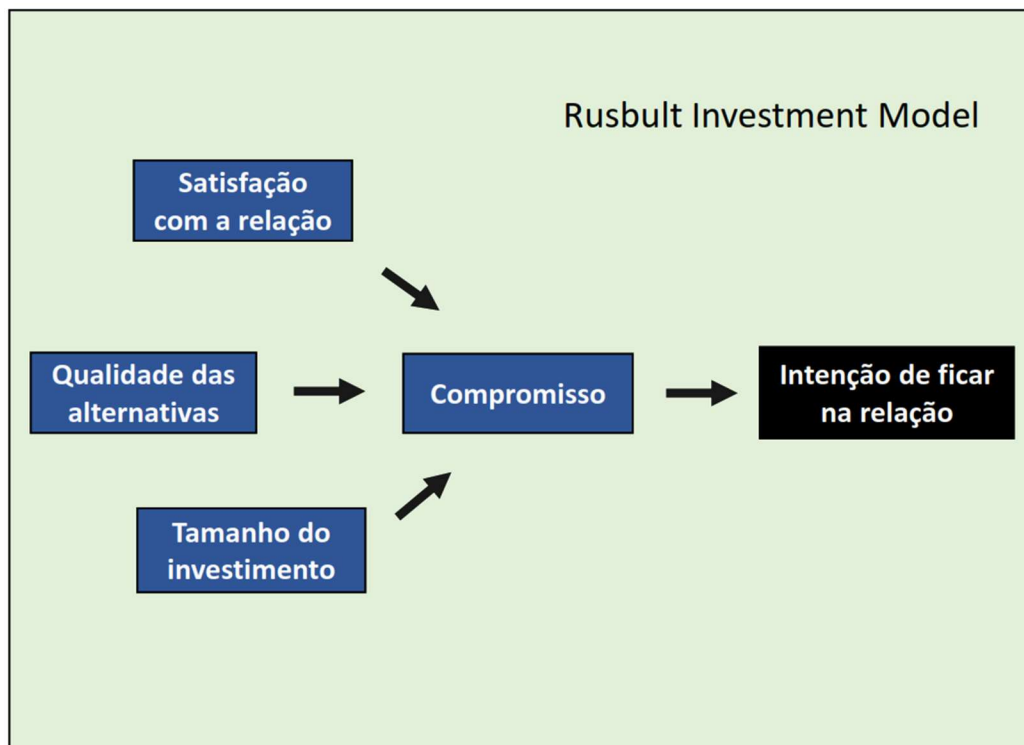 Rusbult Investment Model
Satisfação
com a relação
Qualidade das
alternativas
Compromisso
Intenção de ficar
na relação
Tamanho do
investimento